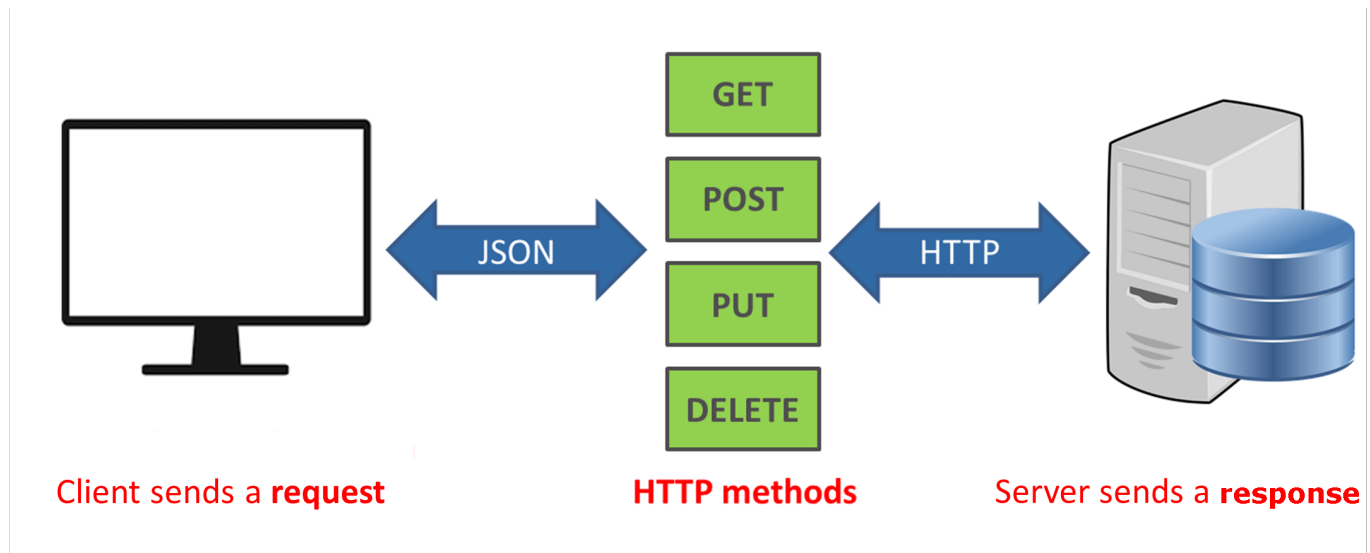 GET
POST
JSON
HTTP
PUT
DELETE
Client sends a request
HTTP methods
Server sends a response